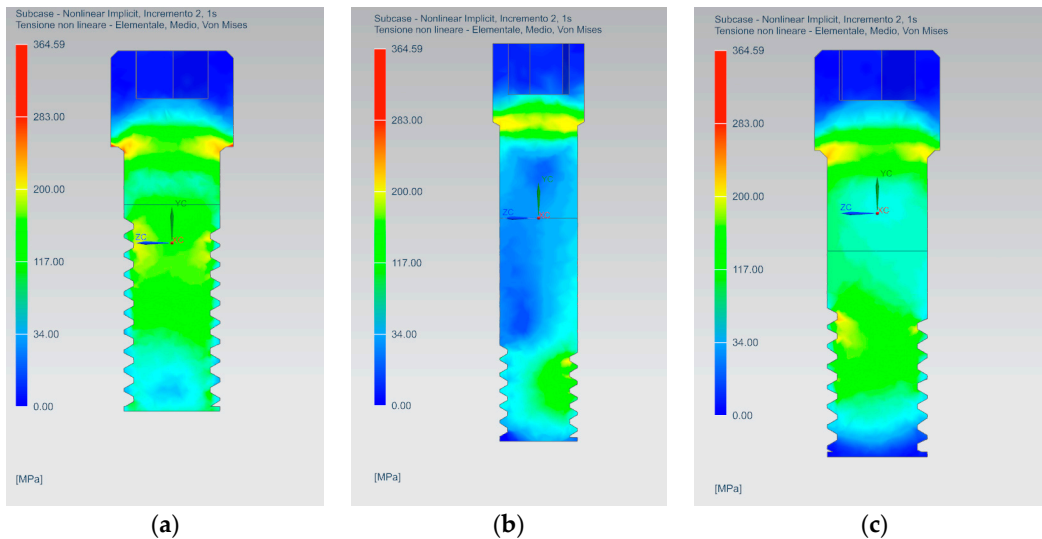 Subcase - Nonlinear Implicit, Incremento 2, 1s
Tensione non lineare - Elementale, Medio, Von Mises
364.59
283.00
200.00
117.00
34.00
0.00
[MPa]
YC
ZC
XC
(a)
Subcase - Nonlinear Implicit, Incremento 2, 1s
Tensione non lineare - Elementale, Medio, Von Mises
364.59
283.00
200.00
117.00
34.00
0.00
[MPa]
YC
ZC
XC
(b)
Subcase - Nonlinear Implicit, Incremento 2, 1s
Tensione non lineare - Elementale, Medio, Von Mises
364.59
283.00
200.00
117.00
34.00
0.00
[MPa]
YC
ZC
XC
(c)